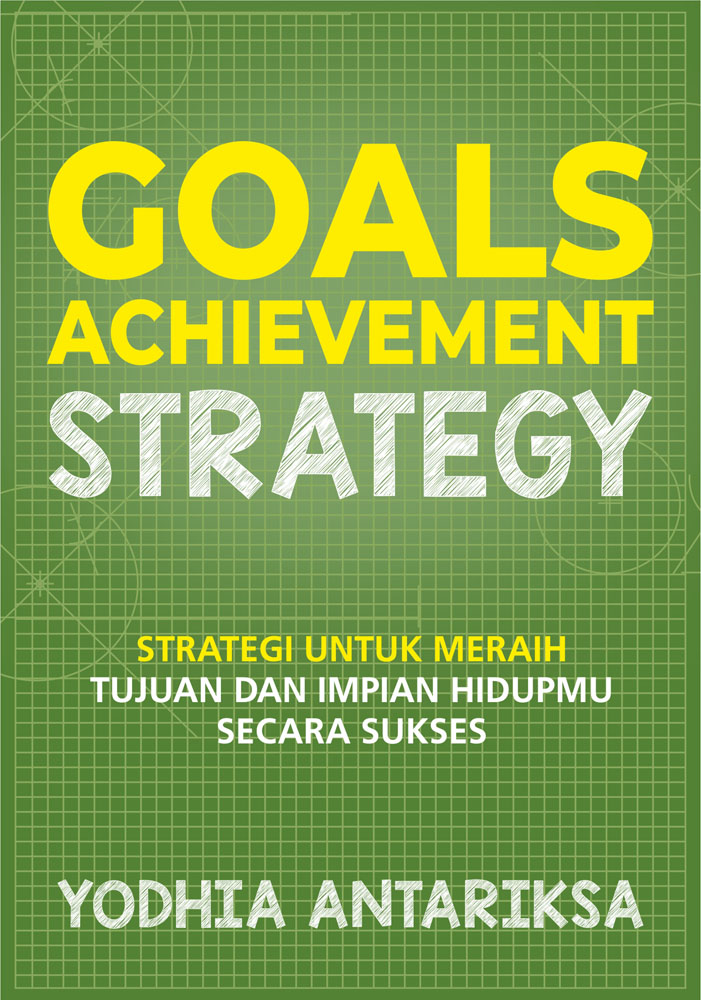 GOALS
ACHIEVEMENT
STRATEGY
STRATEGI UNTUK MERAIH
TUJUAN DAN IMPIAN HIDUPMU
SECARA SUKSES
YODHIA ANTARIKSA